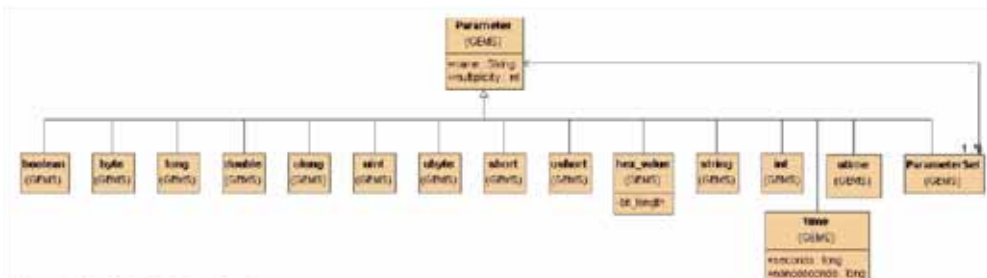 Parameter
(GEMS)
+name : String
+multiplicity : int
1
boolean
(GEMS)
byte
(GEMS)
long
(GEMS)
double
(GEMS)
ulong
(GEMS)
uint
(GEMS)
ubyte
(GEMS)
short
(GEMS)
ushort
(GEMS)
hex_value
(GEMS)
-bit_length
string
(GEMS)
int
(GEMS)
(GEMS)
ParameterSet
(GEMS)
Time
(GEMS)
+seconds : long
+nanoseconds : long